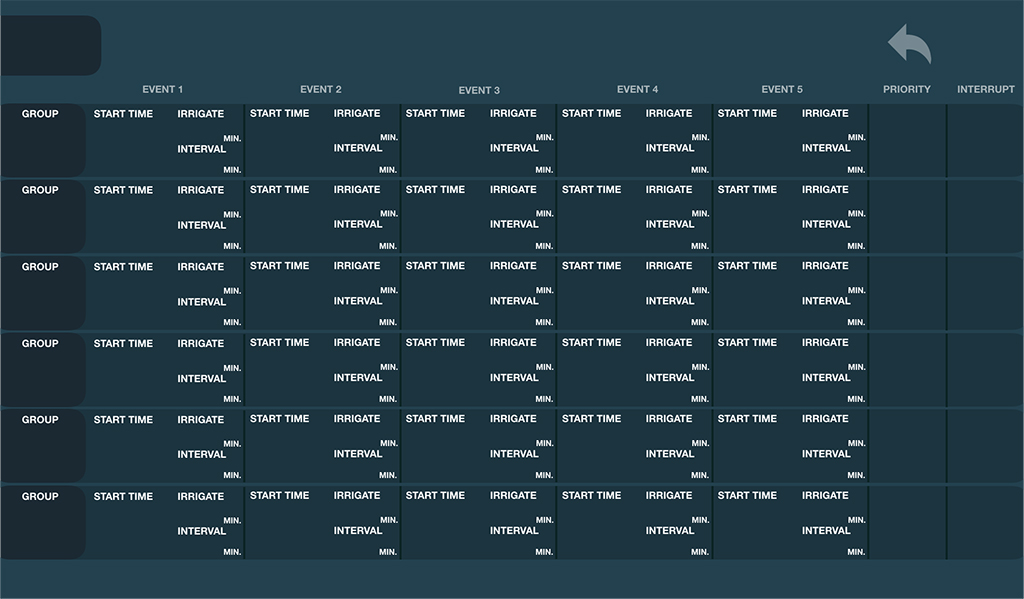 EVENT 1 EVENT 2 EVENT 3 EVENT 4 EVENT 5 PRIORITY INTERRUPT
GROUP START TIME IRRIGATE START TIME IRRIGATE START TIME IRRIGATE START TIME IRRIGATE START TIME IRRIGATE
MIN. MIN. MIN. MIN. MIN.
INTERVAL INTERVAL INTERVAL INTERVAL INTERVAL
MIN. MIN. MIN. MIN. MIN.
GROUP START TIME IRRIGATE START TIME IRRIGATE START TIME IRRIGATE START TIME IRRIGATE START TIME IRRIGATE
MIN. MIN. MIN. MIN. MIN.
INTERVAL INTERVAL INTERVAL INTERVAL INTERVAL
MIN. MIN. MIN. MIN. MIN.
GROUP START TIME IRRIGATE START TIME IRRIGATE START TIME IRRIGATE START TIME IRRIGATE START TIME IRRIGATE
MIN. MIN. MIN. MIN. MIN.
INTERVAL INTERVAL INTERVAL INTERVAL INTERVAL
MIN. MIN. MIN. MIN. MIN.
GROUP START TIME IRRIGATE START TIME IRRIGATE START TIME IRRIGATE START TIME IRRIGATE START TIME IRRIGATE
MIN. MIN. MIN. MIN. MIN.
INTERVAL INTERVAL INTERVAL INTERVAL INTERVAL
MIN. MIN. MIN. MIN. MIN.
GROUP START TIME IRRIGATE START TIME IRRIGATE START TIME IRRIGATE START TIME IRRIGATE START TIME IRRIGATE
MIN. MIN. MIN. MIN. MIN.
INTERVAL INTERVAL INTERVAL INTERVAL INTERVAL
MIN. MIN. MIN. MIN. MIN.
GROUP START TIME IRRIGATE START TIME IRRIGATE START TIME IRRIGATE START TIME IRRIGATE START TIME IRRIGATE
MIN. MIN. MIN. MIN. MIN.
INTERVAL INTERVAL INTERVAL INTERVAL INTERVAL
MIN. MIN. MIN. MIN. MIN.